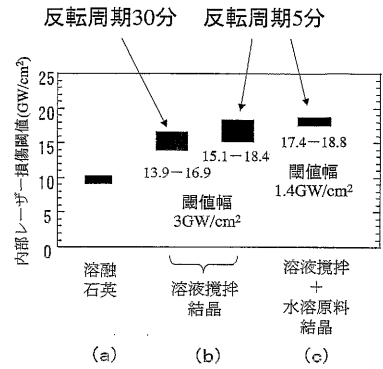 反転周期30分 反転周期5分
内部レーザー損傷閾値(GW/cm²)
25
20
15
10
5
0
13.9－16.9
15.1－18.4
17.4－18.8
閾値幅
3GW/cm²
閾値幅
1.4GW/cm²
溶融
石英
溶液攪拌
結晶
溶液攪拌
＋
水溶原料
結晶
(a) (b) (c)